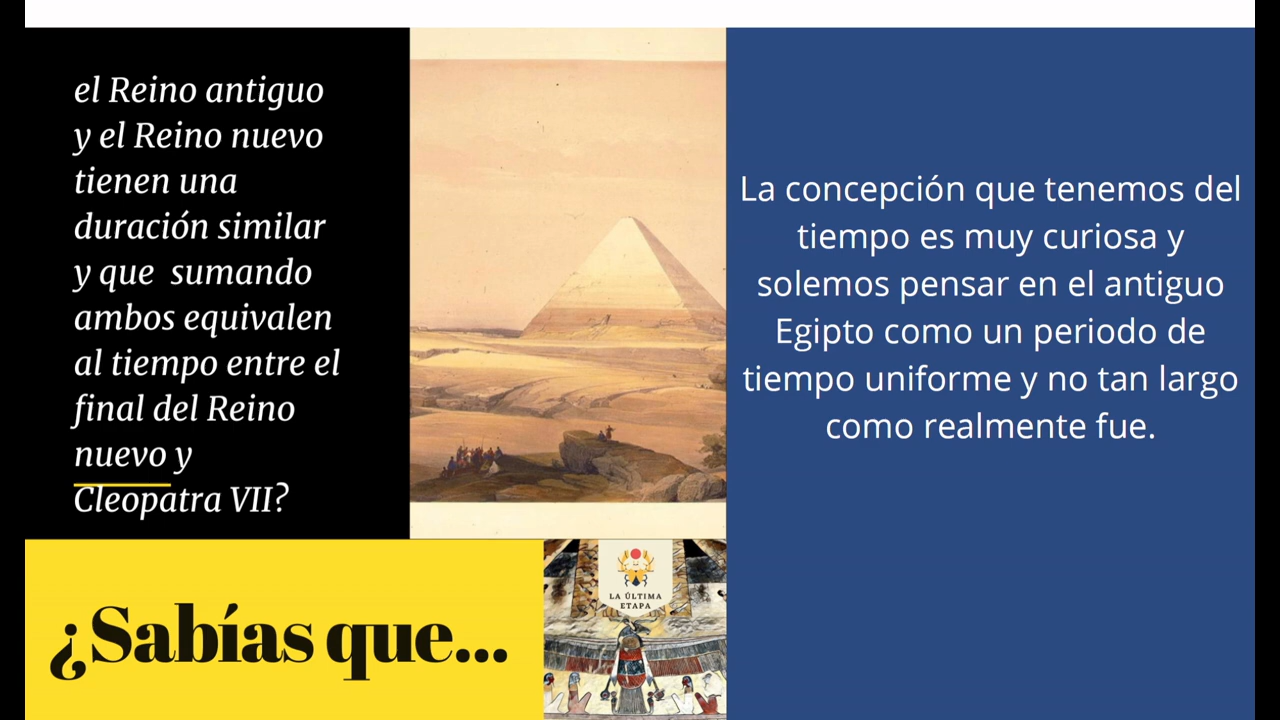 el Reino antiguo
y el Reino nuevo
tienen una
duración similar
y que sumando
ambos equivalen
al tiempo entre el
final del Reino
nuevo y
Cleopatra VII?
La concepción que tenemos del
tiempo es muy curiosa y
solemos pensar en el antiguo
Egipto como un periodo de
tiempo uniforme y no tan largo
como realmente fue.
¿Sabías que...
LA ÚLTIMA
ETAPA